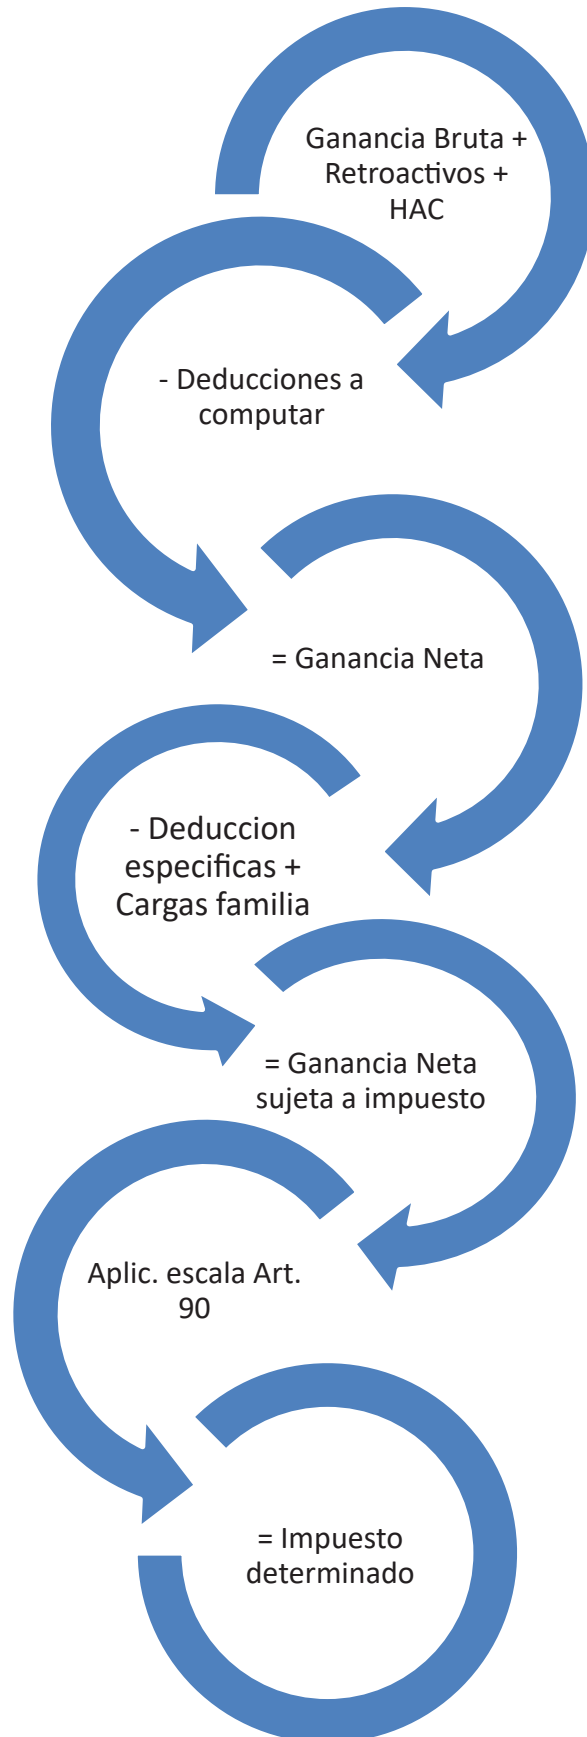 Ganancia Bruta +
Retroactivos +
HAC
- Deducciones a
computar
= Ganancia Neta
- Deduccion
especificas +
Cargas familia
= Ganancia Neta
sujeta a impuesto
Aplic. escala Art.
90
= Impuesto
determinado